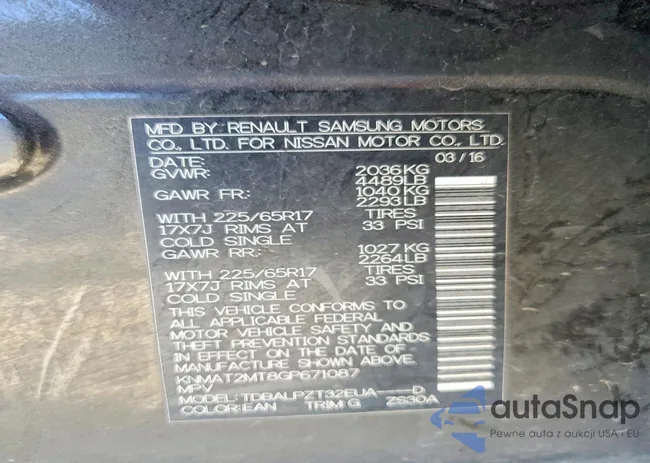 MFD BY RENAULT SAMSUNG MOTORS
CO., LTD. FOR NISSAN MOTOR CO., LTD.
DATE: 03/16
GVWR: 2036KG
4489LB
GAWR FR: 1040KG
2293LB
WITH 225/65R17 TIRES
17X7J RIMS AT 33 PSI
COLD SINGLE
GAWR RR: 1027 KG
2264LB
WITH 225/65R17 TIRES
17X7J RIMS AT 33 PSI
COLD SINGLE
THIS VEHICLE CONFORMS TO
ALL APPLICABLE FEDERAL
MOTOR VEHICLE SAFETY AND
THEFT PREVENTION STANDARDS
IN EFFECT ON THE DATE OF
MANUFACTURE SHOWN ABOVE.
KNMAT2MT8GP671087
MPV
MODEL: TDBALPZT32EUA---D
COLOR:EAN TRIM:G ZS30A
autaSnap
Pewne auta z aukcji USA i EU